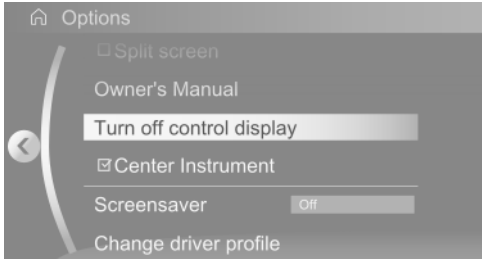 Options
Split screen
Owner's Manual
Turn off control display
Center Instrument
Screensaver Off
Change driver profile